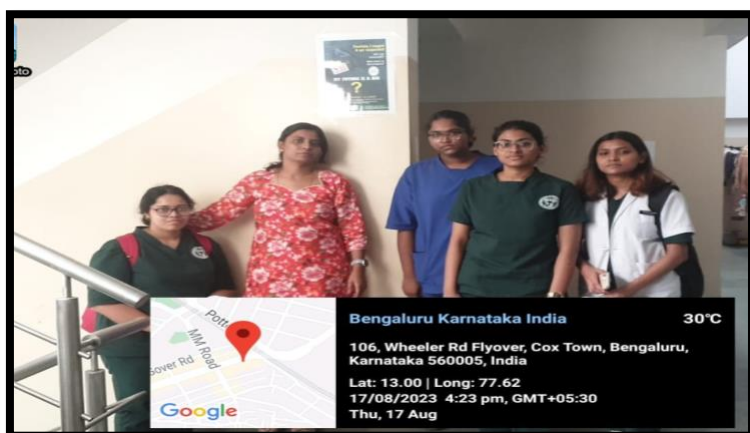 oto
?
Bengaluru Karnataka India
30°C
106, Wheeler Rd Flyover, Cox Town, Bengaluru,
Karnataka 560005, India
Lat: 13.00 | Long: 77.62
17/08/2023 4:23 pm, GMT+05:30
Thu, 17 Aug
MM Road
Google